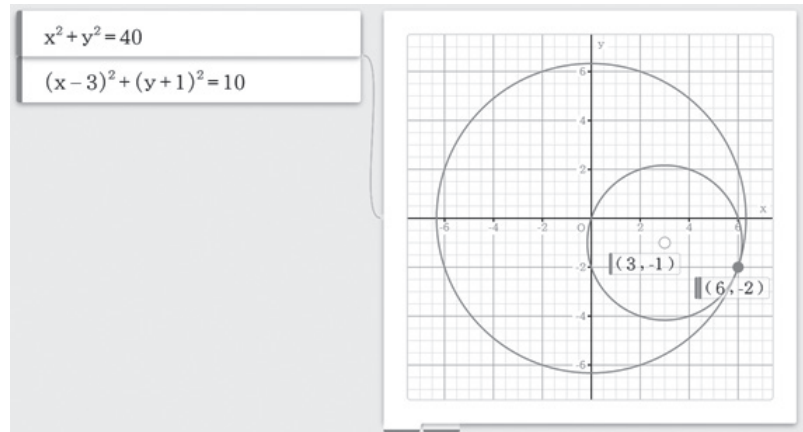 x²+y²=40
(x-3)²+(y+1)²=10
y
6
4
2
x
-6
-4
-2
O
2
4
6
-2
(3,-1)
(6,-2)
-4
-6